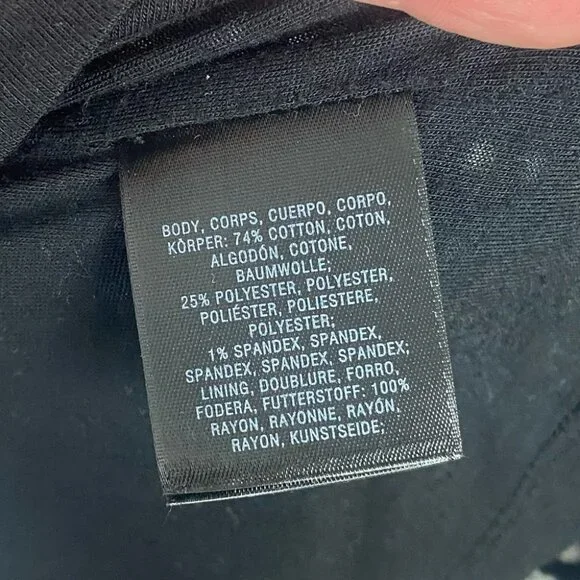 BODY, CORPS, CUERPO, CORPO,
KÖRPER: 74% COTTON, COTON,
ALGODÓN, COTONE,
BAUMWOLLE;
25% POLYESTER, POLYESTER,
POLIÉSTER, POLIESTERE,
POLYESTER;
1% SPANDEX, SPANDEX,
SPANDEX, SPANDEX, SPANDEX;
LINING, DOUBLURE, FORRO,
FODERA, FUTTERSTOFF: 100%
RAYON, RAYONNE, RAYÓN,
RAYON, KUNSTSEIDE;